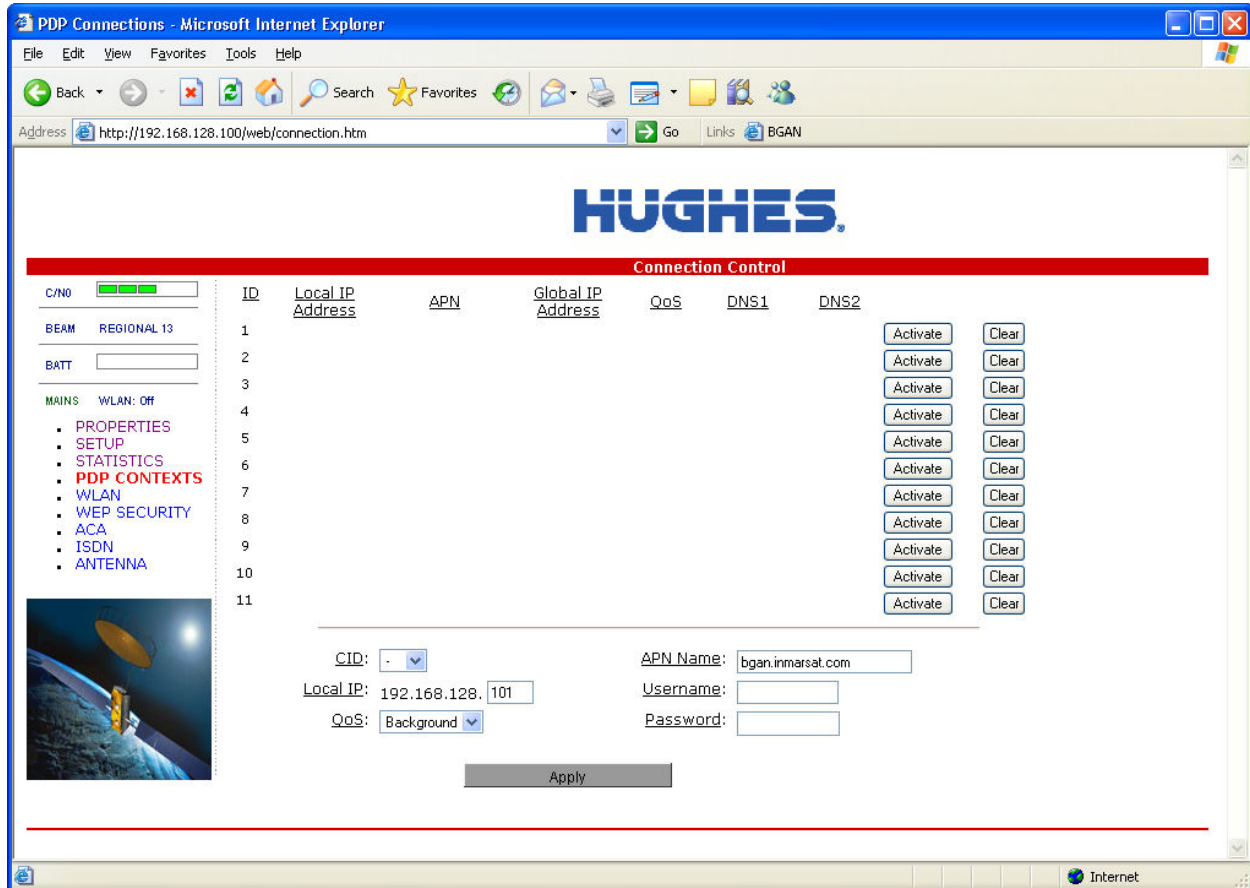 PDP Connections - Microsoft Internet Explorer
File Edit View Favorites Tools Help
Back Search Favorites
Address http://192.168.128.100/web/connection.htm Go Links BGAN
HUGHES
Connection Control
C/N0
BEAM REGIONAL 13
BATT
MAINS WLAN: Off
PROPERTIES
SETUP
STATISTICS
PDP CONTEXTS
WLAN
WEP SECURITY
ACA
ISDN
ANTENNA
ID Local IP Address APN Global IP Address QoS DNS1 DNS2
1 Activate Clear
2 Activate Clear
3 Activate Clear
4 Activate Clear
5 Activate Clear
6 Activate Clear
7 Activate Clear
8 Activate Clear
9 Activate Clear
10 Activate Clear
11 Activate Clear
CID: - APN Name: bgan.inmarsat.com
Local IP: 192.168.128. 101 Username:
QoS: Background Password:
Apply
Internet